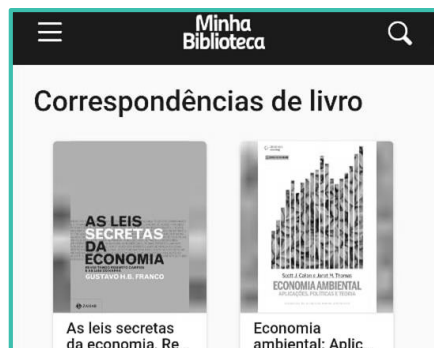 Minha
Biblioteca
Correspondências de livro
AS LEIS
SECRETAS
DA
ECONOMIA
GUSTAVO H.B. FRANCO
ZAHAR
Scott J. Callan e Janet M. Thomas
ECONOMIA AMBIENTAL
APLICAÇÕES, POLÍTICAS E TEORIA
As leis secretas
da economia. Re...
Economia
ambiental: Aplic...